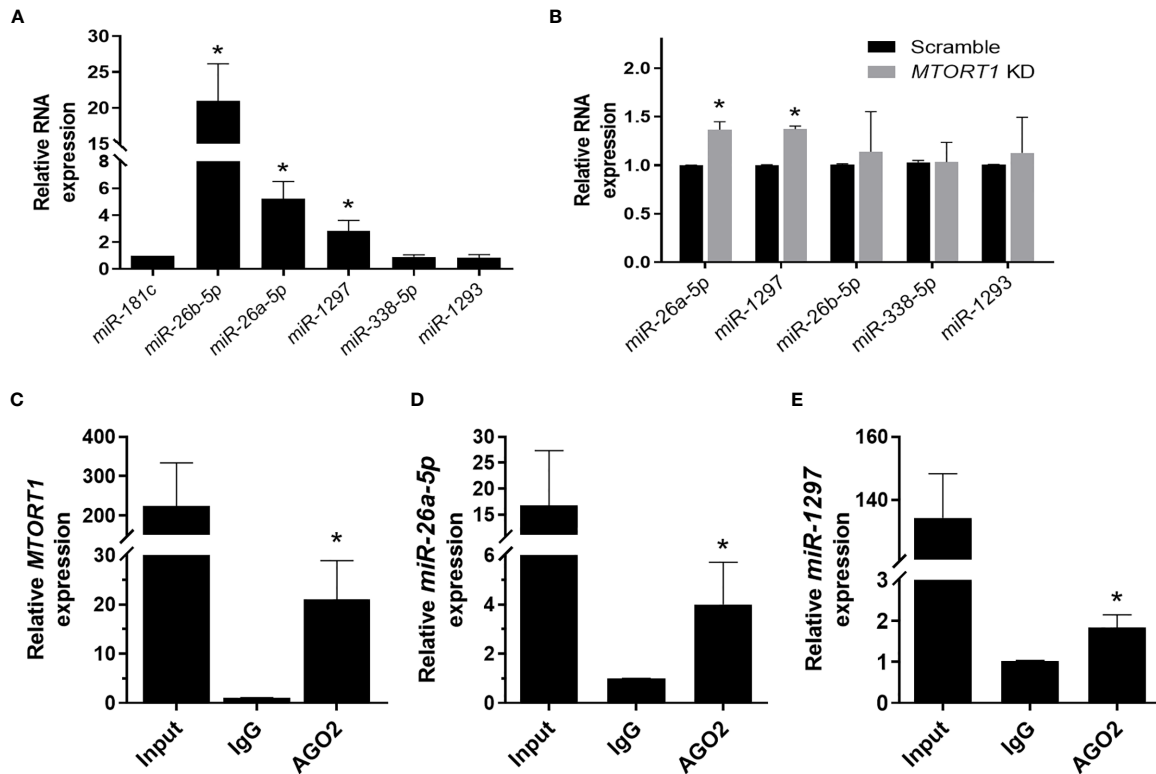 A
Relative RNA
expression
30
25
20
15
8
6
4
2
0
*
*
*
miR-181c
miR-26b-5p
miR-26a-5p
miR-1297
miR-338-5p
miR-1293
B
Relative RNA
expression
2.0
1.5
1.0
0.5
0.0
Scramble
MTORT1 KD
*
*
miR-26a-5p
miR-1297
miR-26b-5p
miR-338-5p
miR-1293
C
Relative MTORT1
expression
400
300
200
30
20
10
0
*
Input
IgG
AGO2
D
Relative miR-26a-5p
expression
30
25
20
15
6
4
2
0
*
Input
IgG
AGO2
E
Relative miR-1297
expression
160
140
3
2
1
0
*
Input
IgG
AGO2